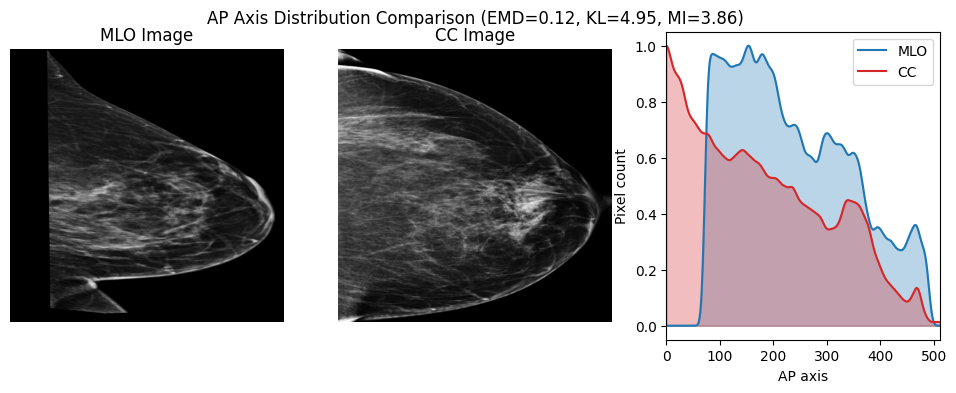 AP Axis Distribution Comparison (EMD=0.12, KL=4.95, MI=3.86)
MLO Image
CC Image
MLO
CC
1.0
0.8
0.6
0.4
0.2
0.0
Pixel count
0 100 200 300 400 500
AP axis